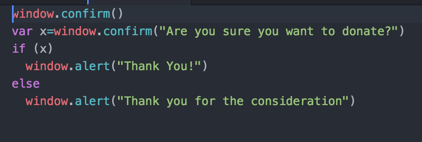 window.confirm()
var x=window.confirm("Are you sure you want to donate?")
if (x)
  window.alert("Thank You!")
else
  window.alert("Thank you for the consideration")